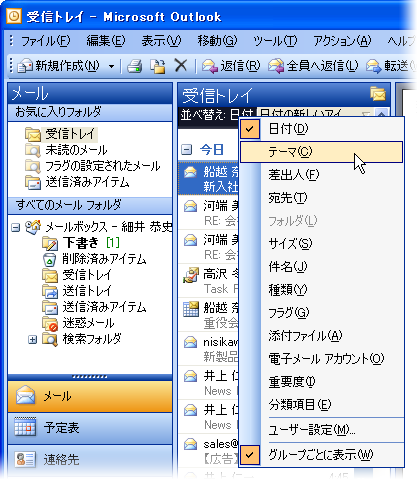 受信トレイ - Microsoft Outlook
ファイル(F) 編集(E) 表示(V) 移動(G) ツール(T) アクション(A) ヘルプ
新規作成(N) 返信(R) 全員へ返信(L) 転送
メール
お気に入りフォルダ
受信トレイ
未読のメール
フラグの設定されたメール
送信済みアイテム
すべてのメール フォルダ
メールボックス - 細井 恭史
下書き [1]
削除済みアイテム
受信トレイ
送信トレイ
送信済みアイテム
迷惑メール
検索フォルダ
メール
予定表
連絡先
受信トレイ
並べ替え: 日付 日付の新しいアイ
今日
船越 奈
新入社
河端 美
RE: 会
河端 美
RE: 会
高沢 冬
Task R
船越 奈
重役会
nisikaw
新製品
井上 仁
News
井上 仁
News
sales@
【広告】
井上 仁
日付(D)
テーマ(C)
差出人(F)
宛先(T)
フォルダ(L)
サイズ(S)
件名(J)
種類(Y)
フラグ(G)
添付ファイル(A)
電子メール アカウント(O)
重要度(I)
分類項目(E)
ユーザー設定(M)...
グループごとに表示(W)